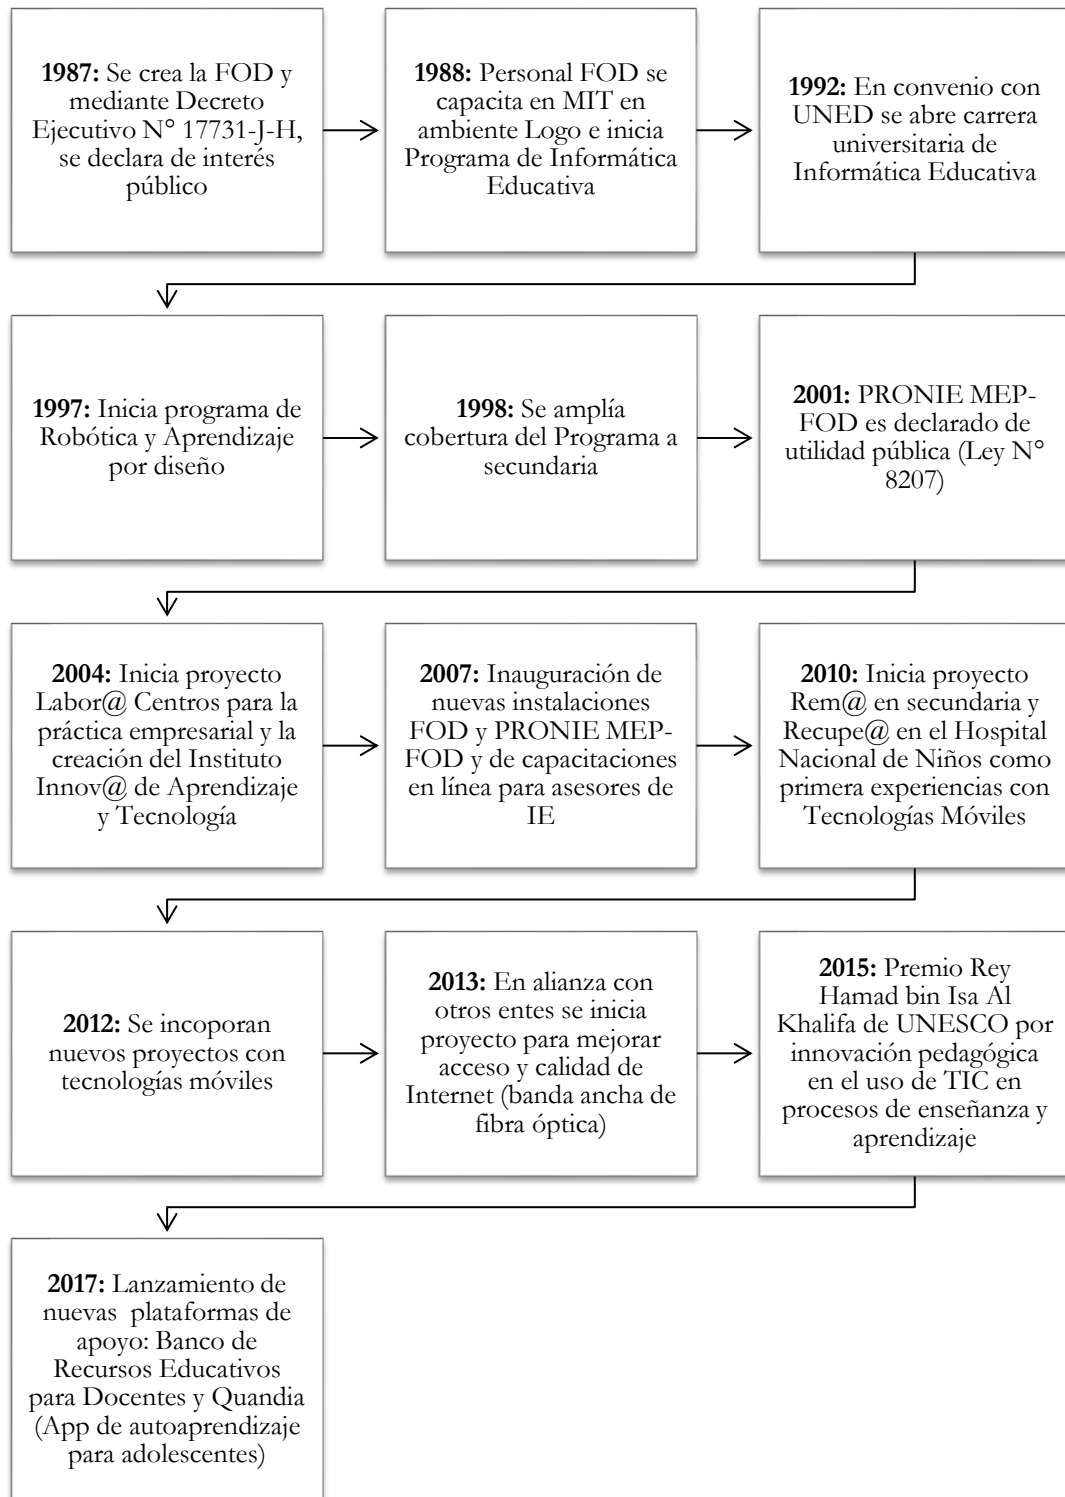 1987: Se crea la FOD y
mediante Decreto
Ejecutivo N° 17731-J-H,
se declara de interés
público
1988: Personal FOD se
capacita en MIT en
ambiente Logo e inicia
Programa de Informática
Educativa
1992: En convenio con
UNED se abre carrera
universitaria de
Informática Educativa
1997: Inicia programa de
Robótica y Aprendizaje
por diseño
1998: Se amplía
cobertura del Programa a
secundaria
2001: PRONIE MEP-
FOD es declarado de
utilidad pública (Ley N°
8207)
2004: Inicia proyecto
Labor@ Centros para la
práctica empresarial y la
creación del Instituto
Innov@ de Aprendizaje
y Tecnología
2007: Inauguración de
nuevas instalaciones
FOD y PRONIE MEP-
FOD y de capacitaciones
en línea para asesores de
IE
2010: Inicia proyecto
Rem@ en secundaria y
Recupe@ en el Hospital
Nacional de Niños como
primera experiencias con
Tecnologías Móviles
2012: Se incoporan
nuevos proyectos con
tecnologías móviles
2013: En alianza con
otros entes se inicia
proyecto para mejorar
acceso y calidad de
Internet (banda ancha de
fibra óptica)
2015: Premio Rey
Hamad bin Isa Al
Khalifa de UNESCO por
innovación pedagógica
en el uso de TIC en
procesos de enseñanza y
aprendizaje
2017: Lanzamiento de
nuevas plataformas de
apoyo: Banco de
Recursos Educativos
para Docentes y Quandia
(App de autoaprendizaje
para adolescentes)